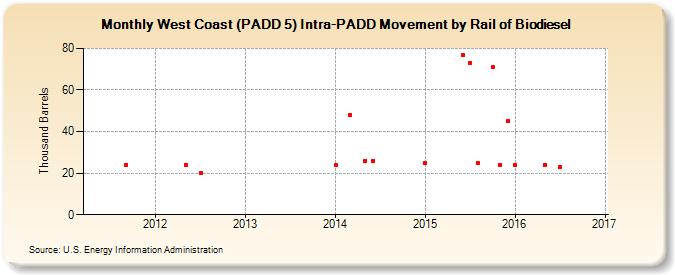 Monthly West Coast (PADD 5) Intra-PADD Movement by Rail of Biodiesel
Thousand Barrels
80
60
40
20
0
2012 2013 2014 2015 2016 2017
Source: U.S. Energy Information Administration